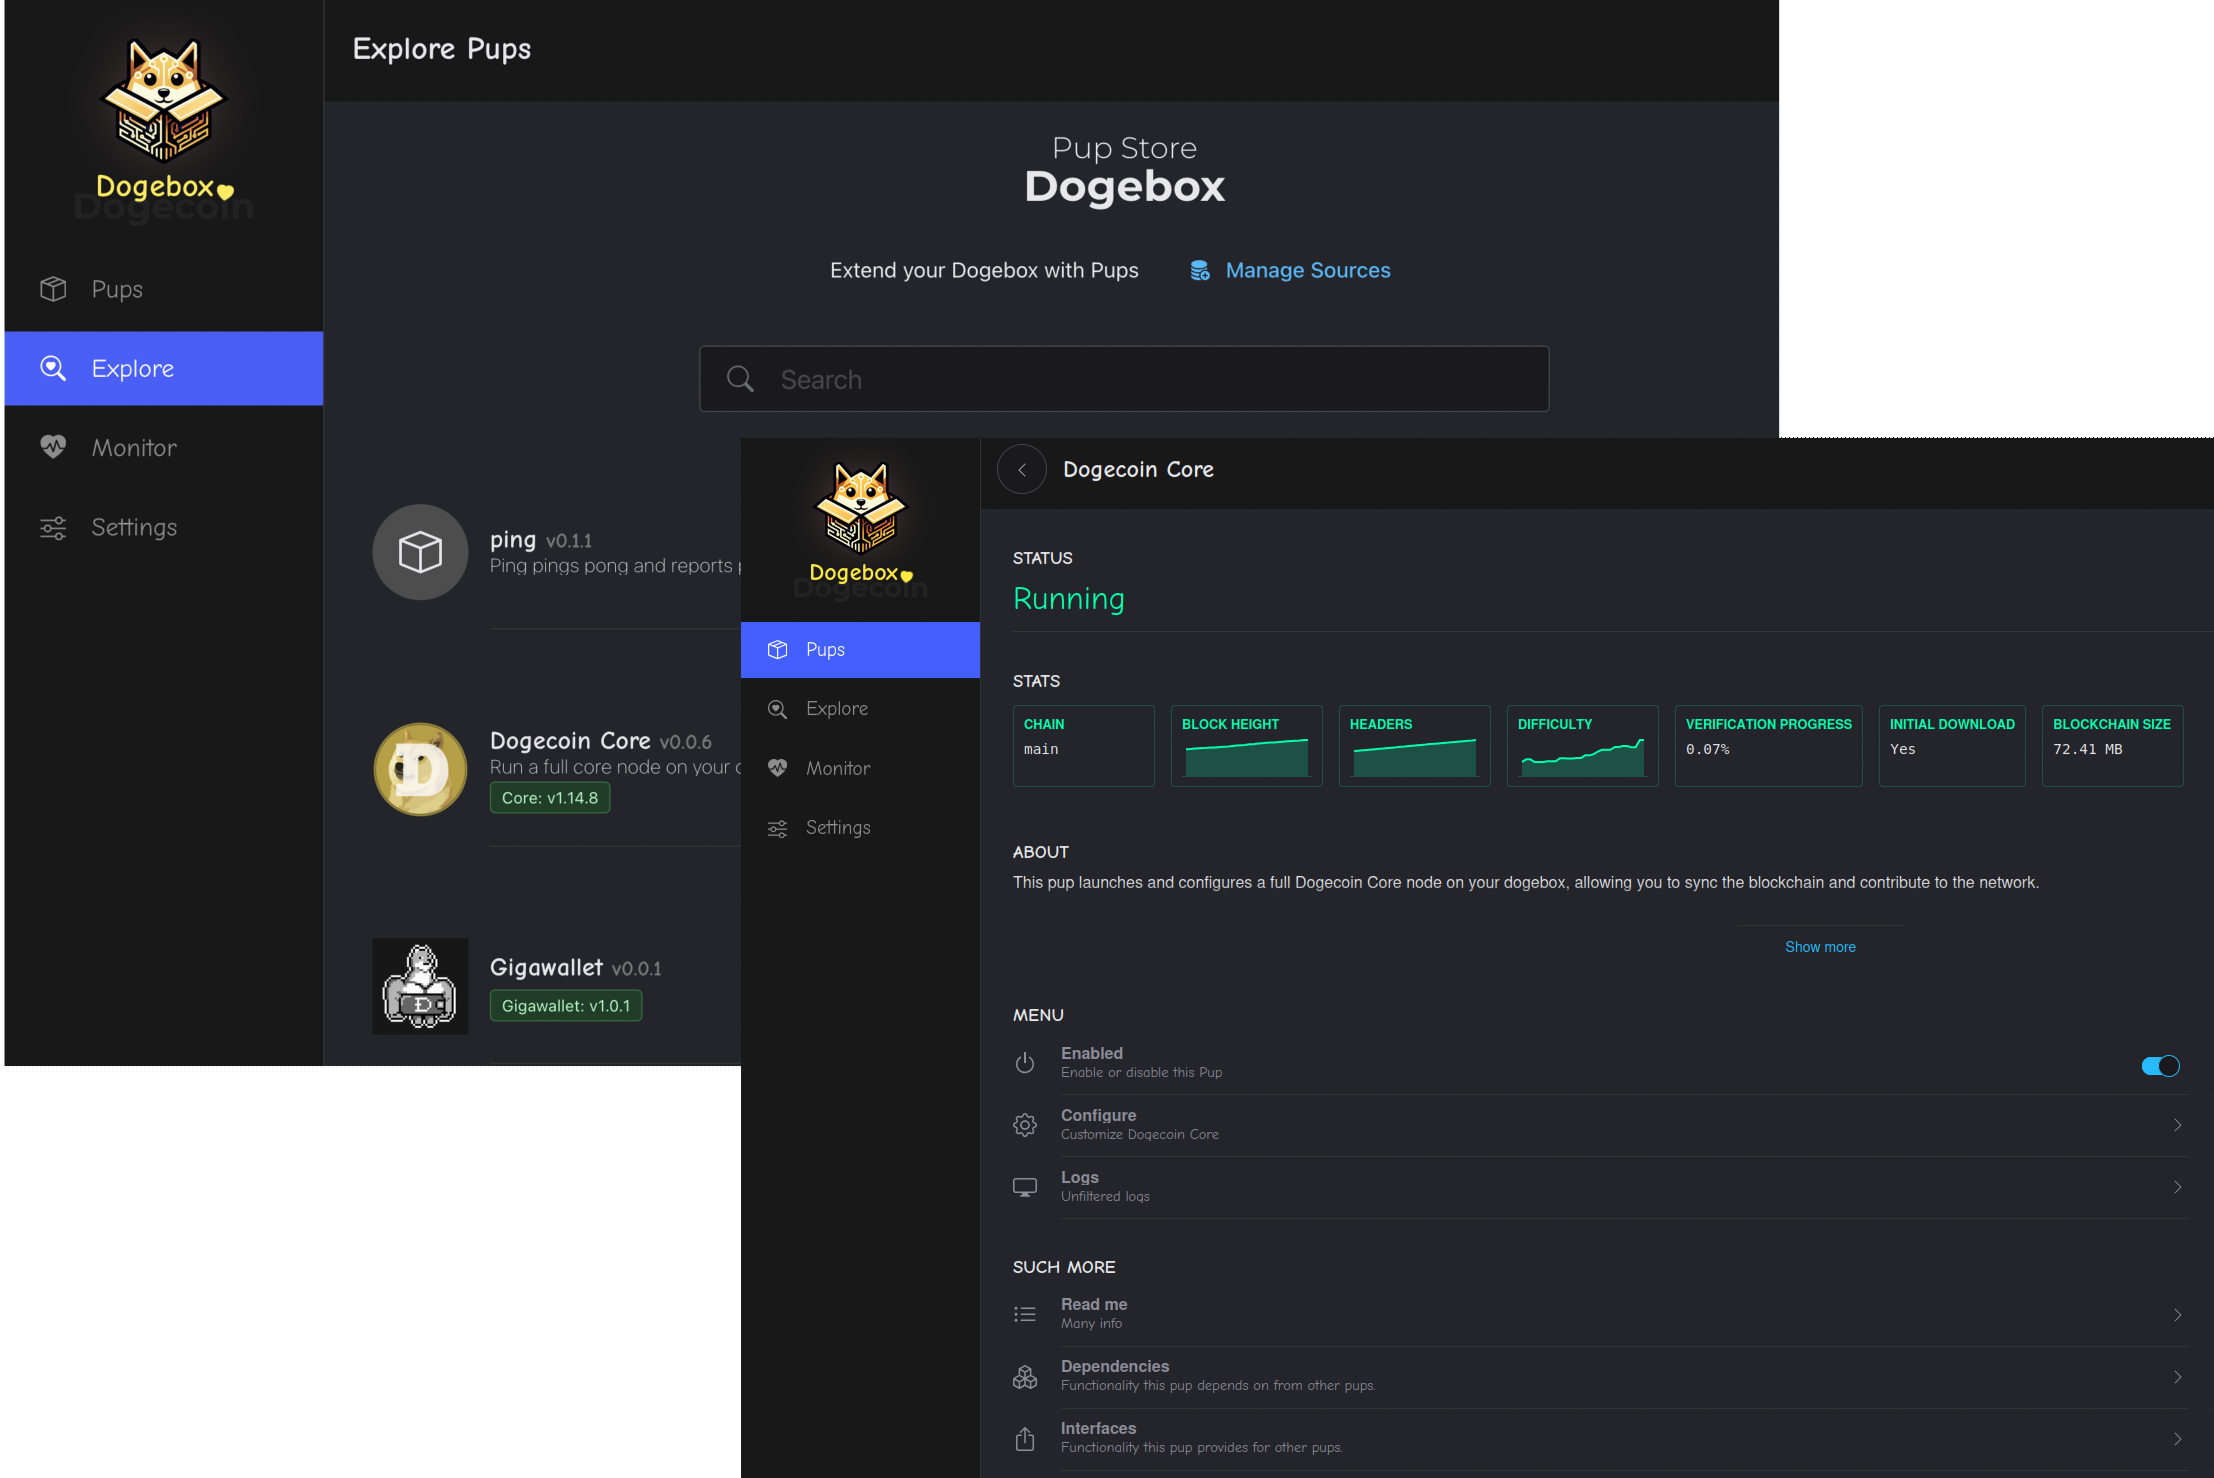 Dogebox
Dogecoin
Pups
Explore
Monitor
Settings
Explore Pups
Pup Store
Dogebox
Extend your Dogebox with Pups
Manage Sources
Search
ping v0.1.1
Ping pings pong and reports
Dogecoin Core v0.0.6
Run a full core node on your
Core: v1.14.8
Gigawallet v0.0.1
Gigawallet: v1.0.1
Dogebox
Dogecoin
Pups
Explore
Monitor
Settings
Dogecoin Core
STATUS
Running
STATS
CHAIN
main
BLOCK HEIGHT
HEADERS
DIFFICULTY
VERIFICATION PROGRESS
0.07%
INITIAL DOWNLOAD
Yes
BLOCKCHAIN SIZE
72.41 MB
ABOUT
This pup launches and configures a full Dogecoin Core node on your dogebox, allowing you to sync the blockchain and contribute to the network.
Show more
MENU
Enabled
Enable or disable this Pup
Configure
Customize Dogecoin Core
Logs
Unfiltered logs
SUCH MORE
Read me
Many info
Dependencies
Functionality this pup depends on from other pups.
Interfaces
Functionality this pup provides for other pups.